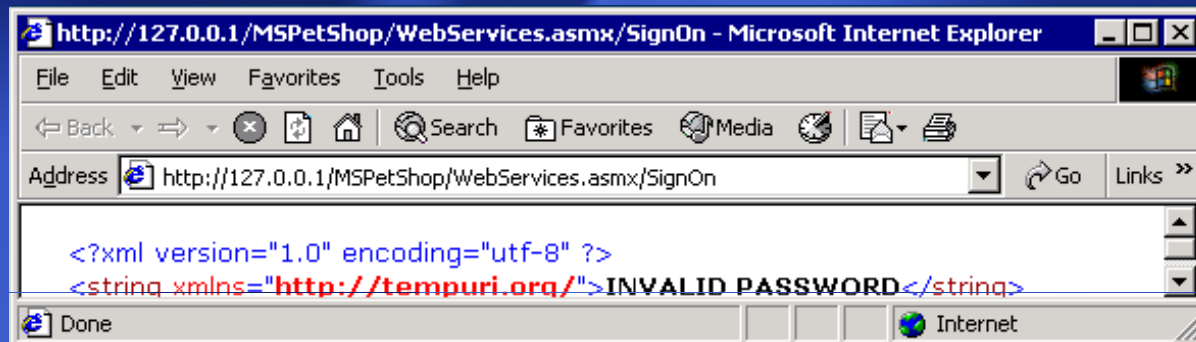 http://127.0.0.1/MSPetShop/WebServices.asmx/SignOn - Microsoft Internet Explorer
File Edit View Favorites Tools Help
Back Search Favorites Media
Address http://127.0.0.1/MSPetShop/WebServices.asmx/SignOn Go Links »
<?xml version="1.0" encoding="utf-8" ?>
<string xmlns="http://tempuri.org/">INVALID PASSWORD</string>
Done Internet